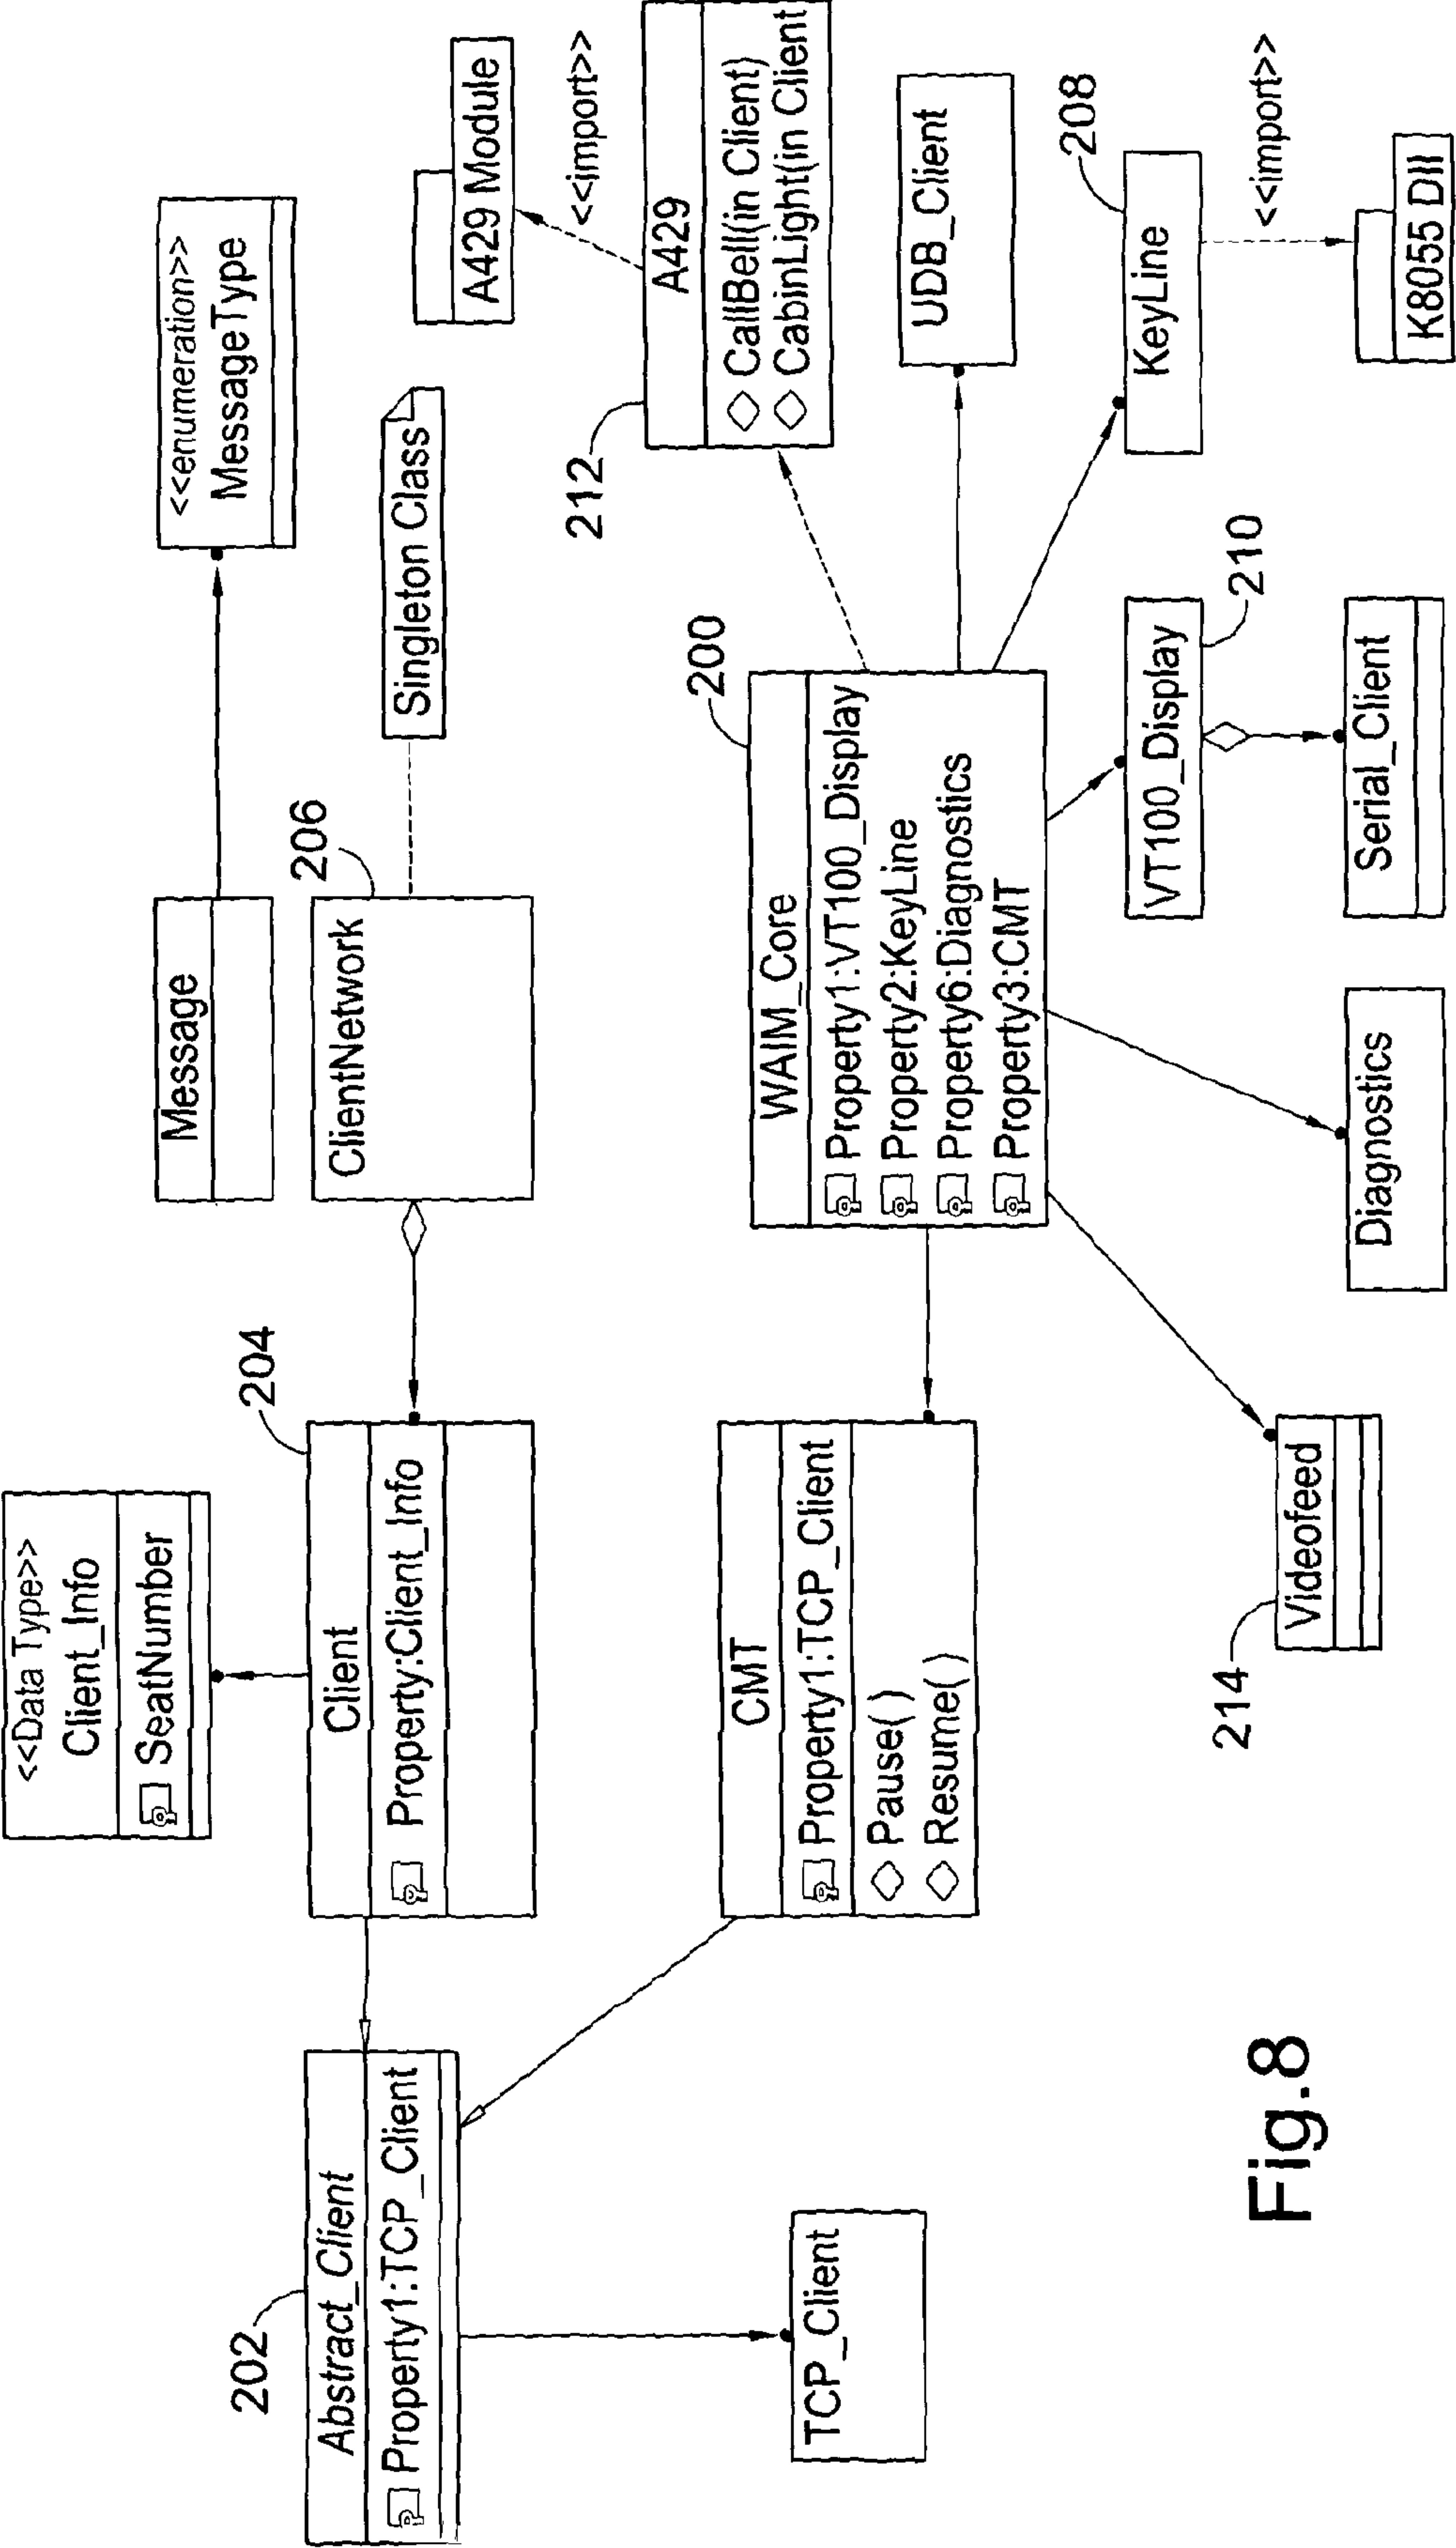 <<Data Type>>
Client_Info
SeatNumber
<<enumeration>>
MessageType
Message
204
206
Singleton Class
A429 Module
<<import>>
202
Abstract_Client
Property1:TCP_Client
Client
Property:Client_Info
ClientNetwork
212
A429
CallBell(in Client)
CabinLight(in Client
200
CMT
Property1:TCP_Client
Pause( )
Resume( )
WAIM_Core
Property1:VT100_Display
Property2:KeyLine
Property6:Diagnostics
Property3:CMT
UDB_Client
TCP_Client
208
KeyLine
<<import>>
K8055 Dll
VT100_Display
210
Serial_Client
Diagnostics
214
Videofeed
Fig.8